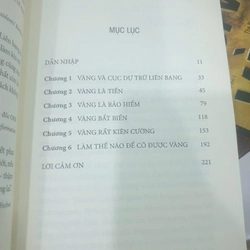 MỤC LỤC
DẪN NHẬP 11
Chương 1 VÀNG VÀ CỤC DỰ TRỮ LIÊN BANG 33
Chương 2 VÀNG LÀ TIỀN 45
Chương 3 VÀNG LÀ BẢO HIỂM 79
Chương 4 VÀNG BẤT BIẾN 118
Chương 5 VÀNG BẤT KIÊN CƯỜNG 153
Chương 6 LÀM THẾ NÀO ĐỂ CÓ ĐƯỢC VÀNG 192
LỜI CẢM ƠN 221